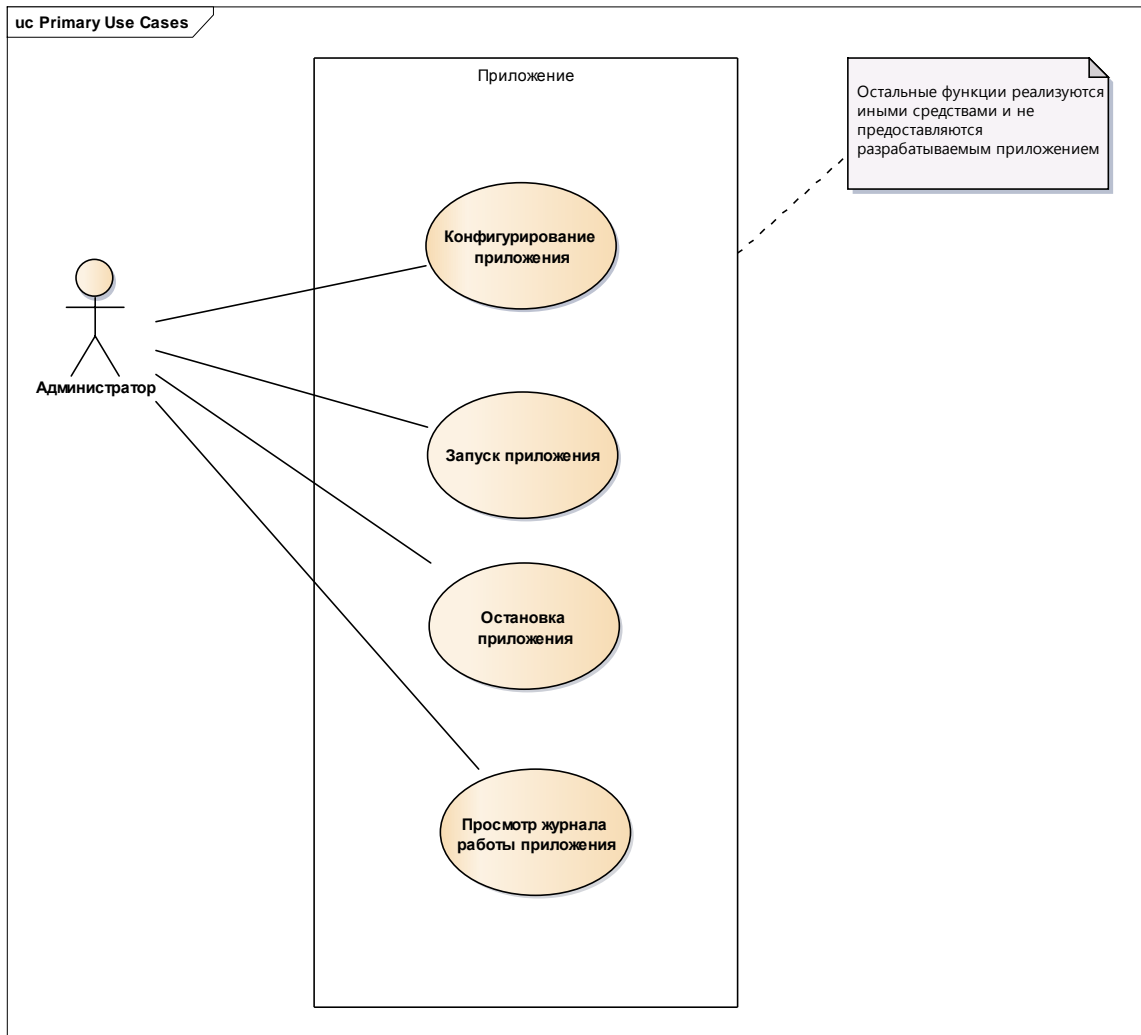 uc Primary Use Cases
Приложение
Остальные функции реализуются
иными средствами и не
предоставляются
разрабатываемым приложением
Конфигурирование
приложения
Администратор
Запуск приложения
Остановка
приложения
Просмотр журнала
работы приложения